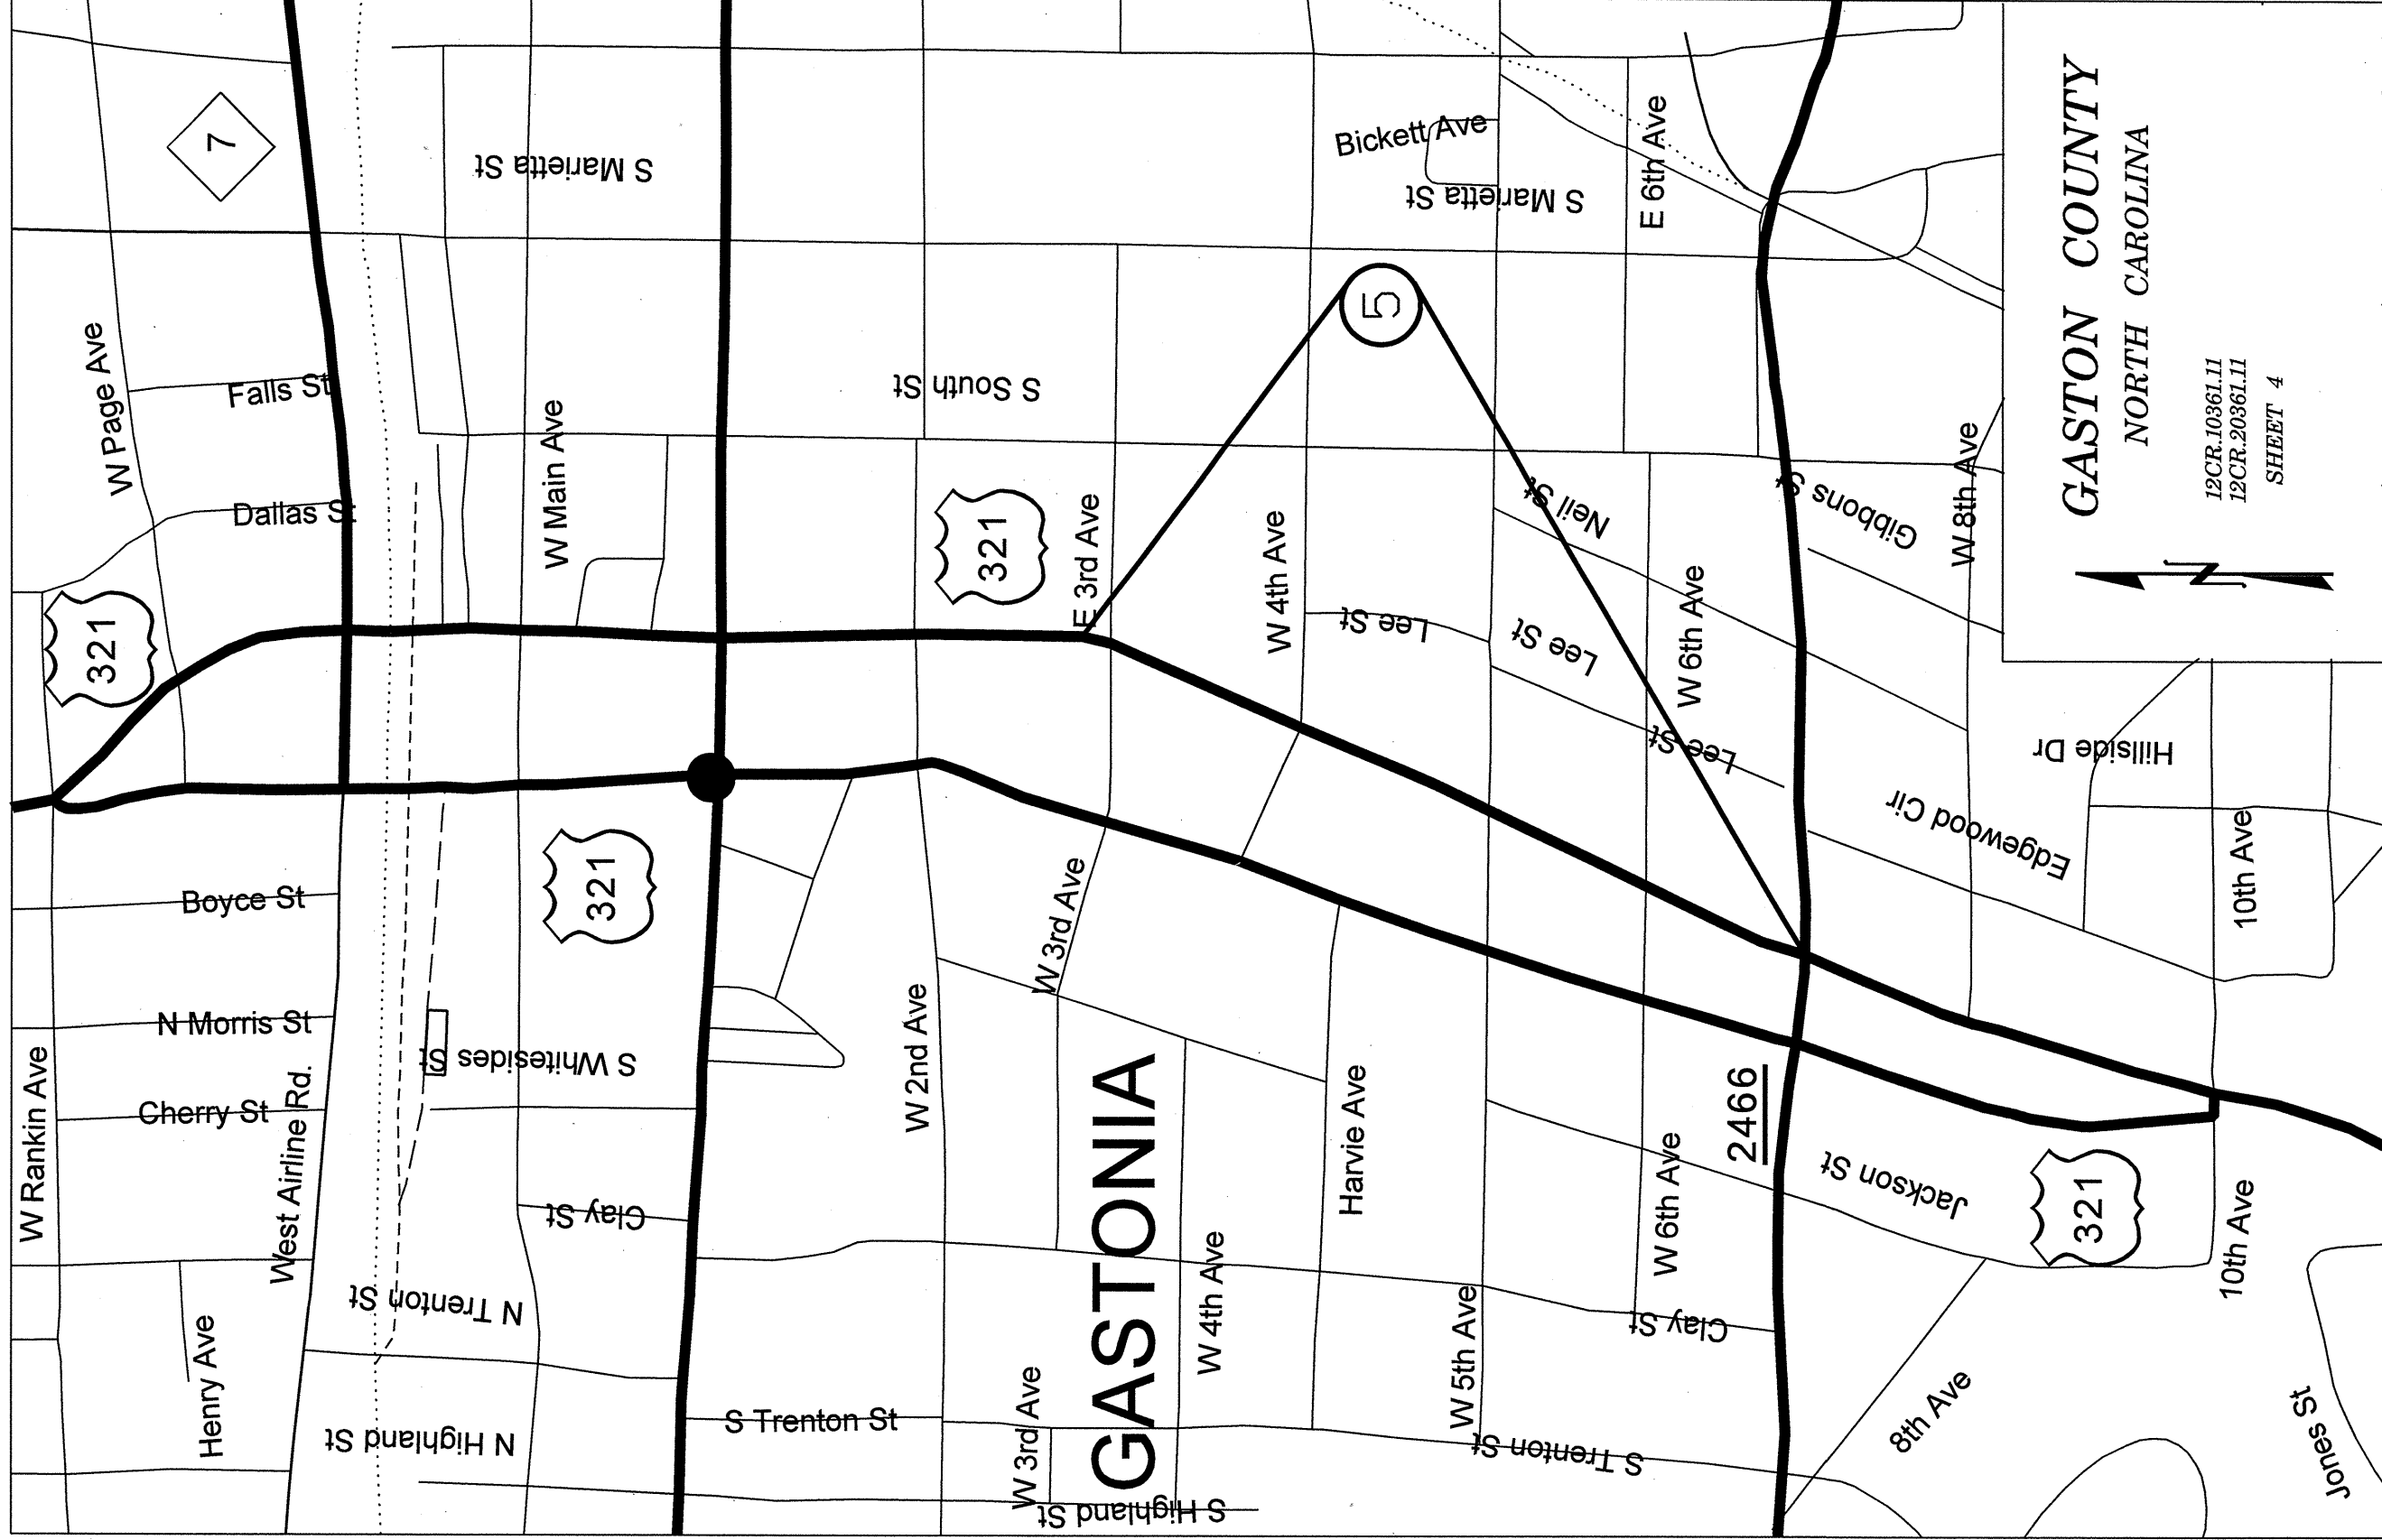 7
S Marietta St
Bickett Ave
S Marietta St
E 6th Ave
GASTON COUNTY
NORTH CAROLINA
12CR.10361.11
12CR.20361.11
SHEET 4
N
W Page Ave
Falls St
Dallas St
W Main Ave
S South St
5
321
E 3rd Ave
W 4th Ave
Lee St
Neil St
Lee St
W 6th Ave
Lee St
Gibbons St
W 8th Ave
Hillside Dr
Edgewood Cir
10th Ave
321
321
Boyce St
N Morris St
Cherry St
W Rankin Ave
West Airline Rd.
S Whitesides St
Clay St
W 2nd Ave
W 3rd Ave
GASTONIA
Harvie Ave
W 4th Ave
2466
W 6th Ave
Jackson St
321
10th Ave
Henry Ave
N Trenton St
N Highland St
S Trenton St
W 3rd Ave
S Highland St
W 5th Ave
Clay St
S Trenton St
8th Ave
Jones St